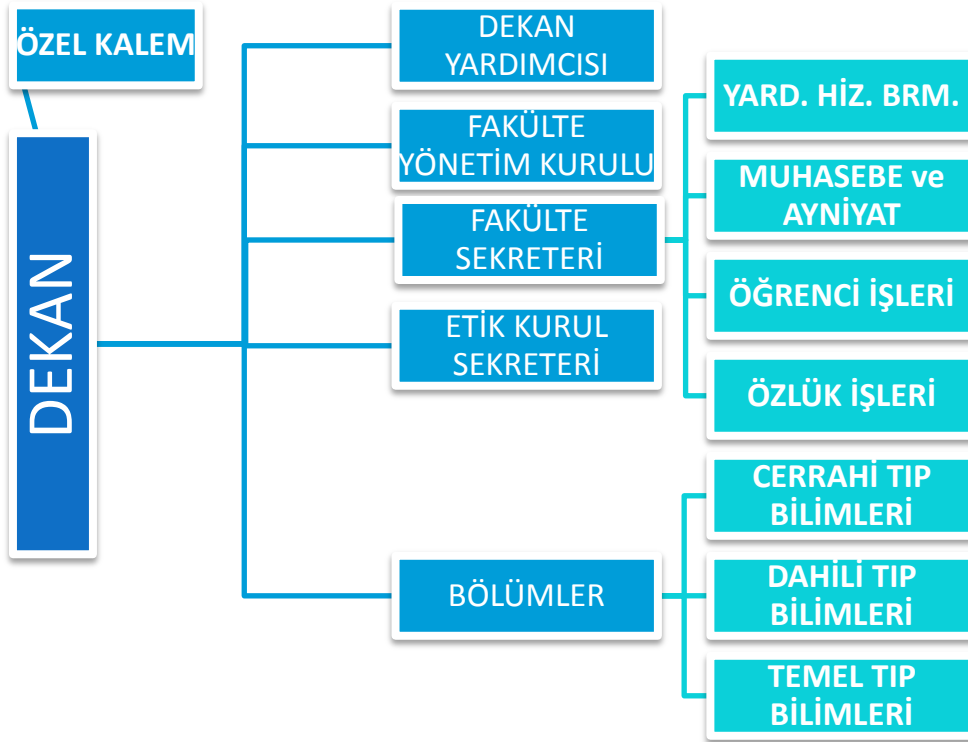 ÖZEL KALEM
DEKAN
DEKAN
YARDIMCISI
FAKÜLTE
YÖNETİM KURULU
FAKÜLTE
SEKRETERİ
ETİK KURUL
SEKRETERİ
BÖLÜMLER
YARD. HİZ. BRM.
MUHASEBE ve
AYNİYAT
ÖĞRENCİ İŞLERİ
ÖZLÜK İŞLERİ
CERRAHİ TIP
BİLİMLERİ
DAHİLİ TIP
BİLİMLERİ
TEMEL TIP
BİLİMLERİ